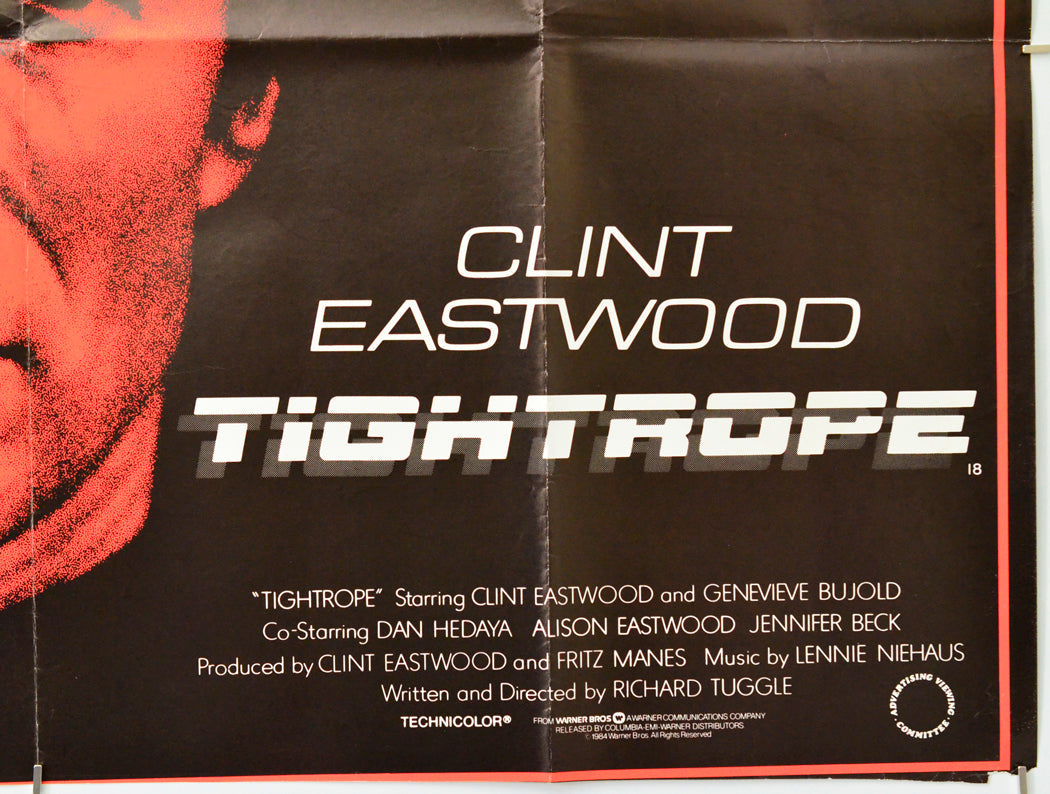 CLINT
EASTWOOD
TIGHTROPE
18
"TIGHTROPE" Starring CLINT EASTWOOD and GENEVIEVE BUJOLD
Co-Starring DAN HEDAYA ALISON EASTWOOD JENNIFER BECK
Produced by CLINT EASTWOOD and FRITZ MANES Music by LENNIE NIEHAUS
Written and Directed by RICHARD TUGGLE
TECHNICOLOR® FROM WARNER BROS A WARNER COMMUNICATIONS COMPANY
RELEASED BY COLUMBIA-EMI-WARNER DISTRIBUTORS
©1984 Warner Bros. All Rights Reserved
ADVERTISING VIEWING COMMITTEE